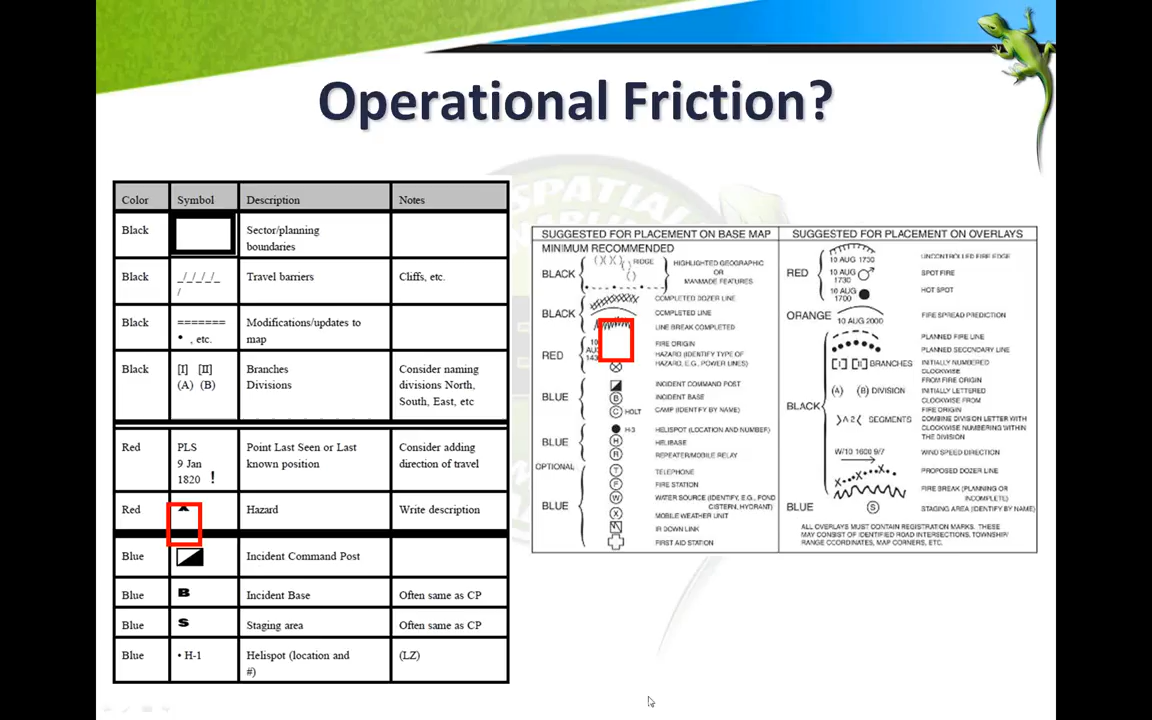 Operational Friction?
Color Symbol Description Notes
Black Sector/planning
boundaries
Black _/_/_/_/_ Travel barriers Cliffs, etc.
/
Black ======= Modifications/updates to
• , etc. map
Black [I] [II] Branches Consider naming
(A) (B) Divisions divisions North,
South, East, etc
Red PLS Point Last Seen or Last Consider adding
9 Jan known position direction of travel
1820 !
Red Hazard Write description
Blue Incident Command Post
Blue B Incident Base Often same as CP
Blue S Staging area Often same as CP
Blue • H-1 Helispot (location and (LZ)
#)
SUGGESTED FOR PLACEMENT ON BASE MAP
MINIMUM RECOMMENDED
RIDGE HIGHLIGHTED GEOGRAPHIC
BLACK OR
MANMADE FEATURES
COMPLETED DOZER LINE
BLACK COMPLETED LINE
LINE BREAK COMPLETED
FIRE ORIGIN
RED HAZARD (IDENTIFY TYPE OF
HAZARD, E.G., POWER LINES)
INCIDENT COMMAND POST
BLUE B INCIDENT BASE
C HOLT CAMP (IDENTIFY BY NAME)
H-3 HELISPOT (LOCATION AND NUMBER)
BLUE H HELIBASE
R REPEATER/MOBILE RELAY
OPTIONAL T TELEPHONE
F FIRE STATION
BLUE W WATER SOURCE (IDENTIFY, E.G., POND
CISTERN, HYDRANT)
X MOBILE WEATHER UNIT
IR DOWN LINK
FIRST AID STATION
SUGGESTED FOR PLACEMENT ON OVERLAYS
10 AUG 1730 UNCONTROLLED FIRE EDGE
RED 10 AUG SPOT FIRE
1730
10 AUG HOT SPOT
1700
ORANGE 10 AUG 2000 FIRE SPREAD PREDICTION
PLANNED FIRE LINE
PLANNED SECONDARY LINE
[I] [II] BRANCHES INITIALLY NUMBERED
CLOCKWISE
FROM FIRE ORIGIN
(A) (B) DIVISION INITIALLY LETTERED
CLOCKWISE FROM
BLACK FIRE ORIGIN
A 2 SEGMENTS COMBINE DIVISION LETTER WITH
CLOCKWISE NUMBERING WITHIN
THE DIVISION
W/10 1600 9/7 WIND SPEED DIRECTION
PROPOSED DOZER LINE
FIRE BREAK (PLANNING OR
INCOMPLETE)
BLUE S STAGING AREA (IDENTIFY BY NAME)
ALL OVERLAYS MUST CONTAIN REGISTRATION MARKS. THESE
MAY CONSIST OF IDENTIFIED ROAD INTERSECTIONS, TOWNSHIP/
RANGE COORDINATES, MAP CORNERS, ETC.